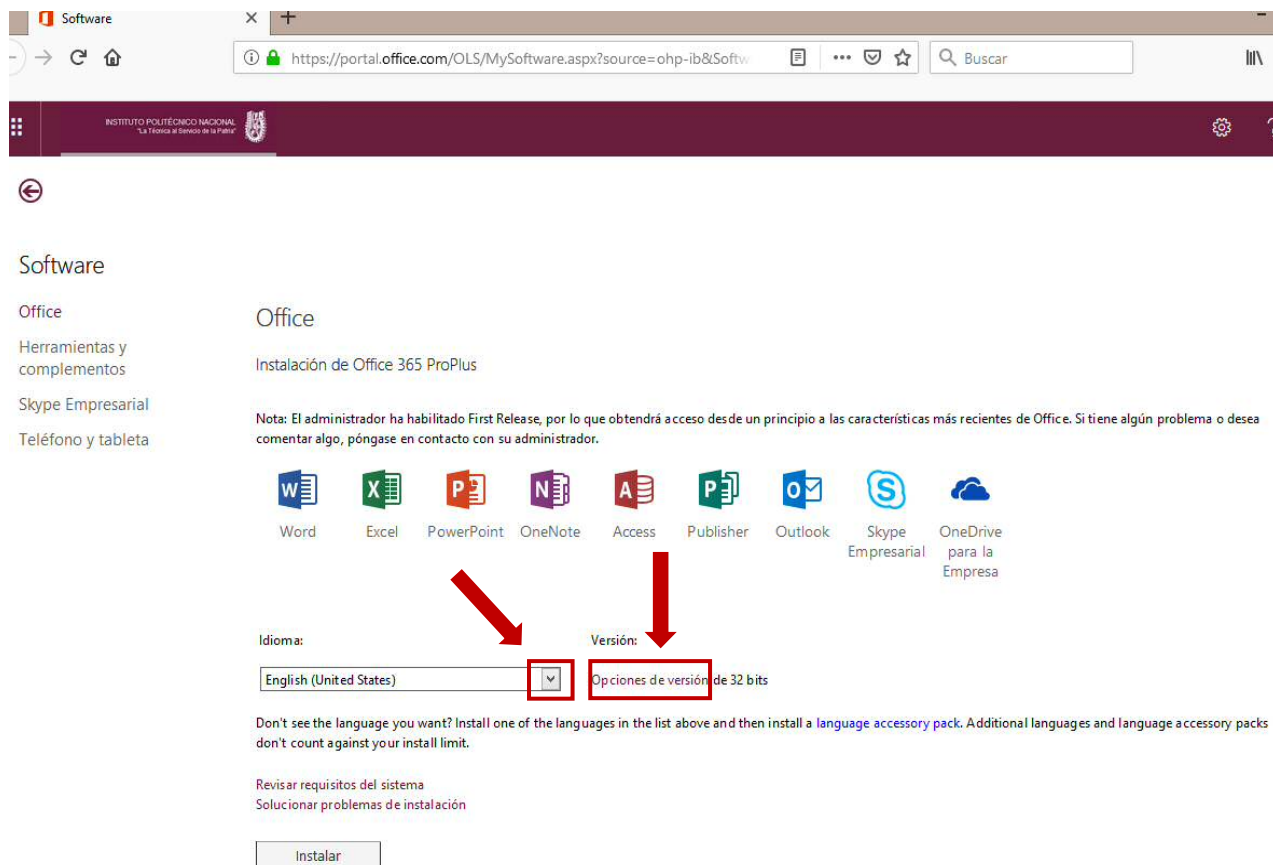 Software
https://portal.office.com/OLS/MySoftware.aspx?source=ohp-ib&Softw
Buscar
INSTITUTO POLITÉCNICO NACIONAL
"La Técnica al Servicio de la Patria"
Software
Office
Herramientas y
complementos
Skype Empresarial
Teléfono y tableta
Office
Instalación de Office 365 ProPlus
Nota: El administrador ha habilitado First Release, por lo que obtendrá acceso desde un principio a las características más recientes de Office. Si tiene algún problema o desea
comentar algo, póngase en contacto con su administrador.
Word Excel PowerPoint OneNote Access Publisher Outlook Skype Empresarial OneDrive para la Empresa
Idioma: Versión:
English (United States) Opciones de versión de 32 bits
Don't see the language you want? Install one of the languages in the list above and then install a language accessory pack. Additional languages and language accessory packs
don't count against your install limit.
Revisar requisitos del sistema
Solucionar problemas de instalación
Instalar